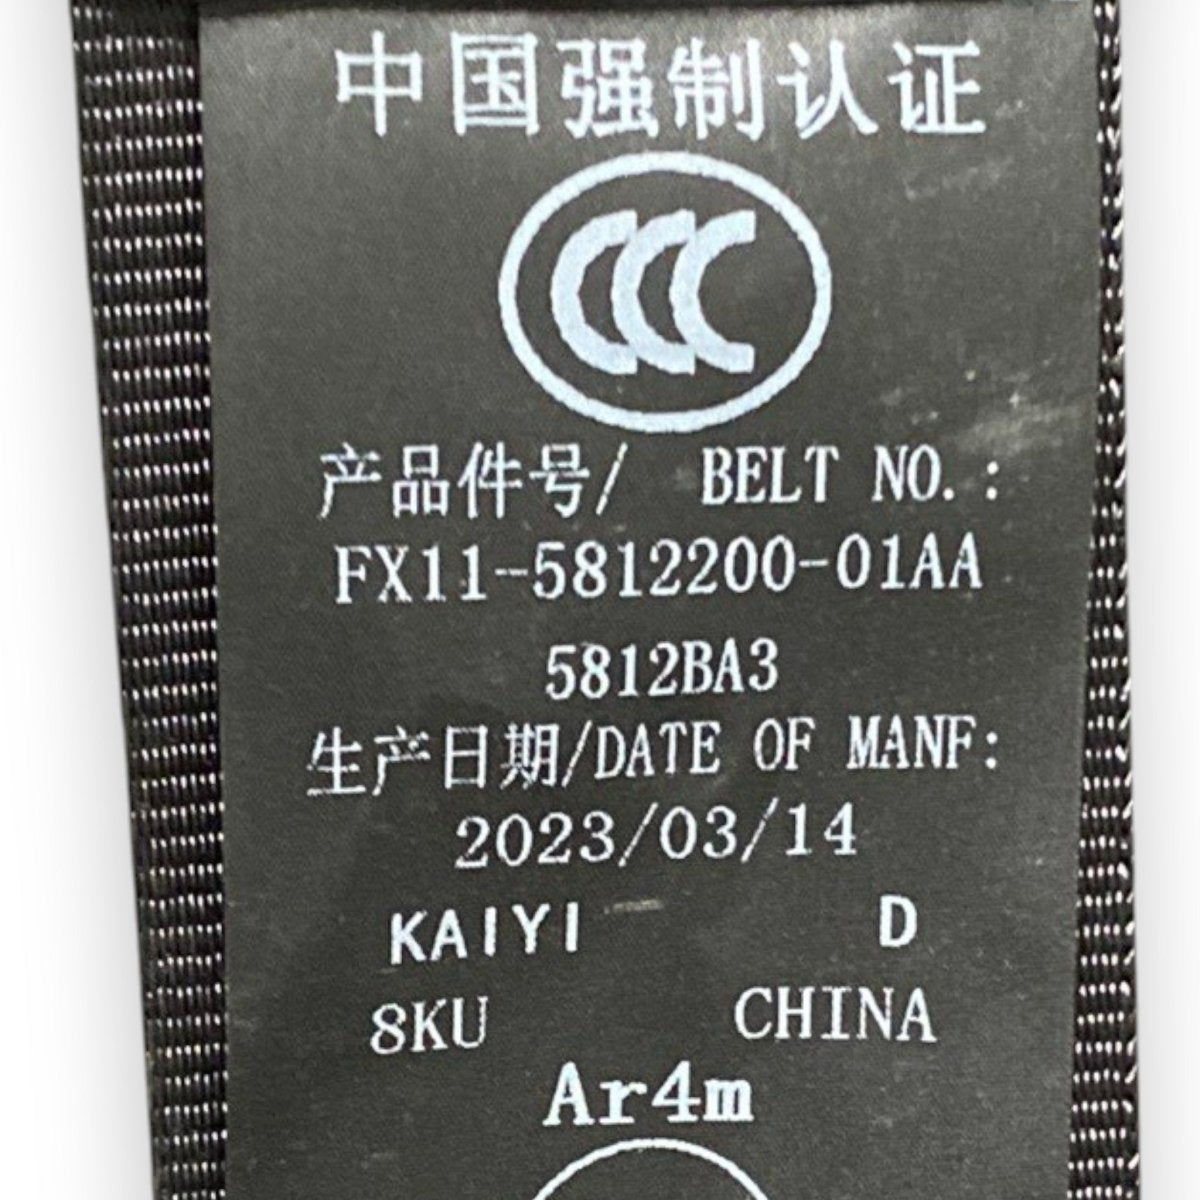 中国强制认证
CCC
产品件号/ BELT NO.:
FX11-5812200-01AA
5812BA3
生产日期/DATE OF MANF:
2023/03/14
KAIYI D
8KU CHINA
Ar4m